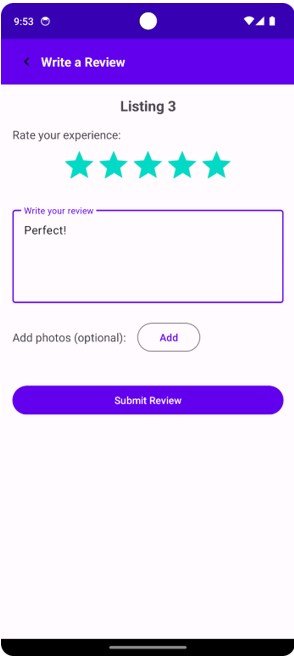 9:53
Write a Review
Listing 3
Rate your experience:
Write your review
Perfect!
Add photos (optional): Add
Submit Review